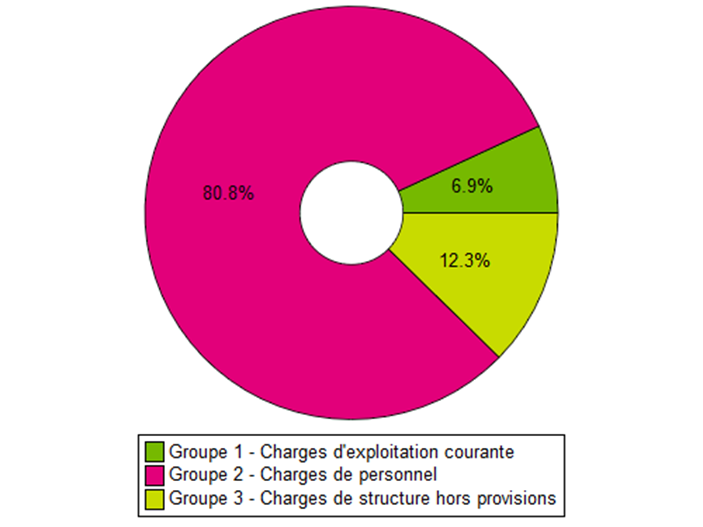 80.8%
6.9%
12.3%
Groupe 1 - Charges d'exploitation courante
Groupe 2 - Charges de personnel
Groupe 3 - Charges de structure hors provisions